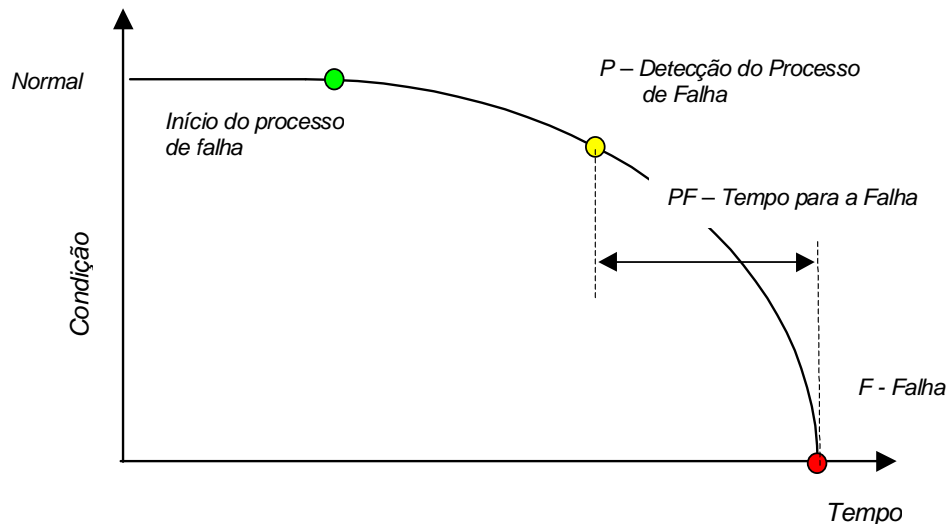 Normal
P – Detecção do Processo
de Falha
Início do processo
de falha
PF – Tempo para a Falha
Condição
F - Falha
Tempo